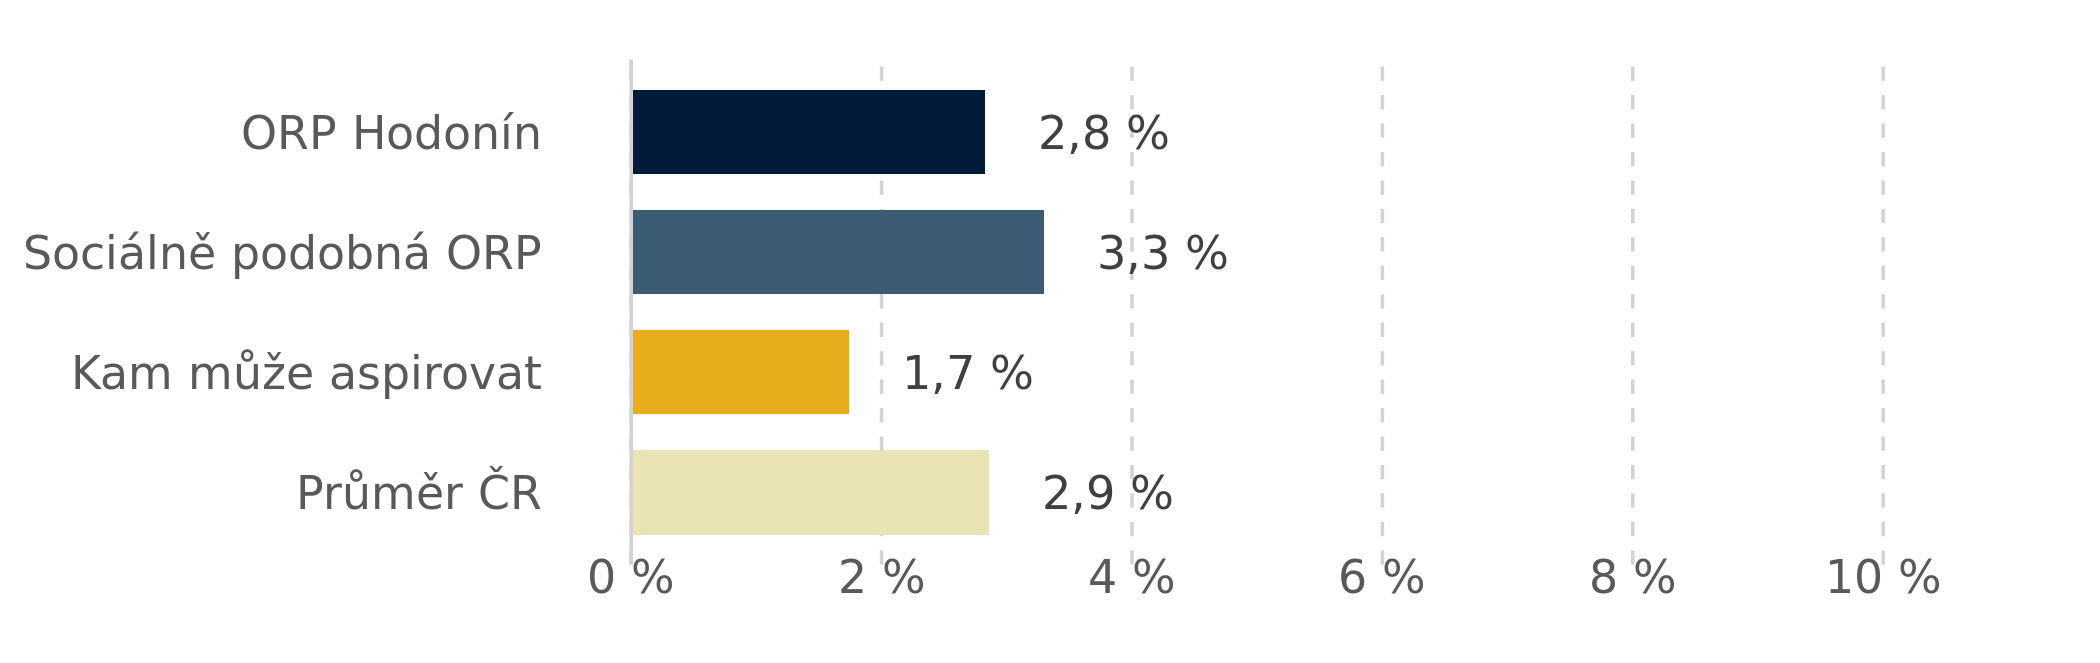 ORP Hodonín 2,8 %
Sociálně podobná ORP 3,3 %
Kam může aspirovat 1,7 %
Průměr ČR 2,9 %
0 % 2 % 4 % 6 % 8 % 10 %